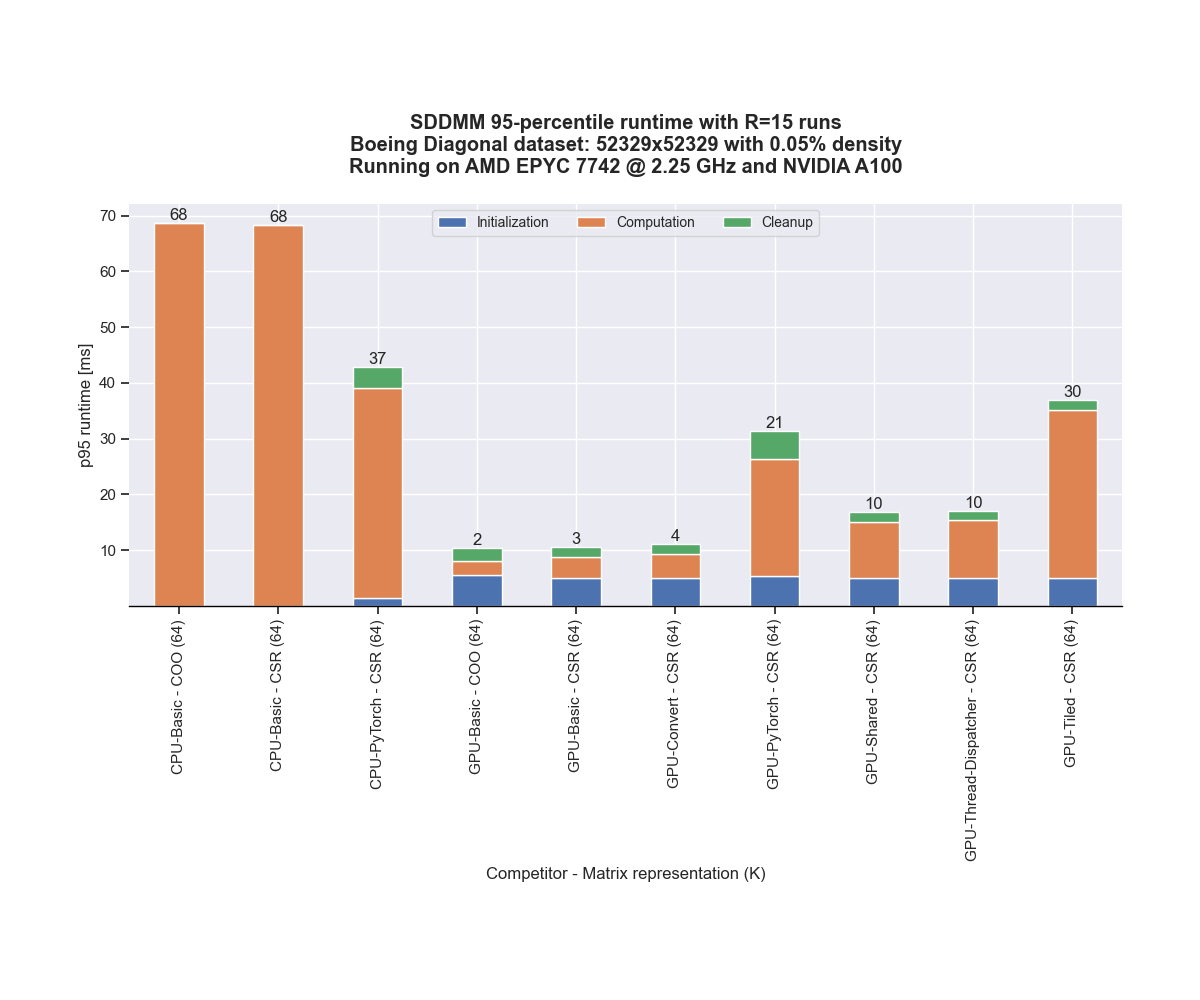 SDDMM 95-percentile runtime with R=15 runs
Boeing Diagonal dataset: 52329x52329 with 0.05% density
Running on AMD EPYC 7742 @ 2.25 GHz and NVIDIA A100
Initialization Computation Cleanup
p95 runtime [ms]
70
60
50
40
30
20
10
68
68
37
2
3
4
21
10
10
30
CPU-Basic - COO (64)
CPU-Basic - CSR (64)
CPU-PyTorch - CSR (64)
GPU-Basic - COO (64)
GPU-Basic - CSR (64)
GPU-Convert - CSR (64)
GPU-PyTorch - CSR (64)
GPU-Shared - CSR (64)
GPU-Thread-Dispatcher - CSR (64)
GPU-Tiled - CSR (64)
Competitor - Matrix representation (K)